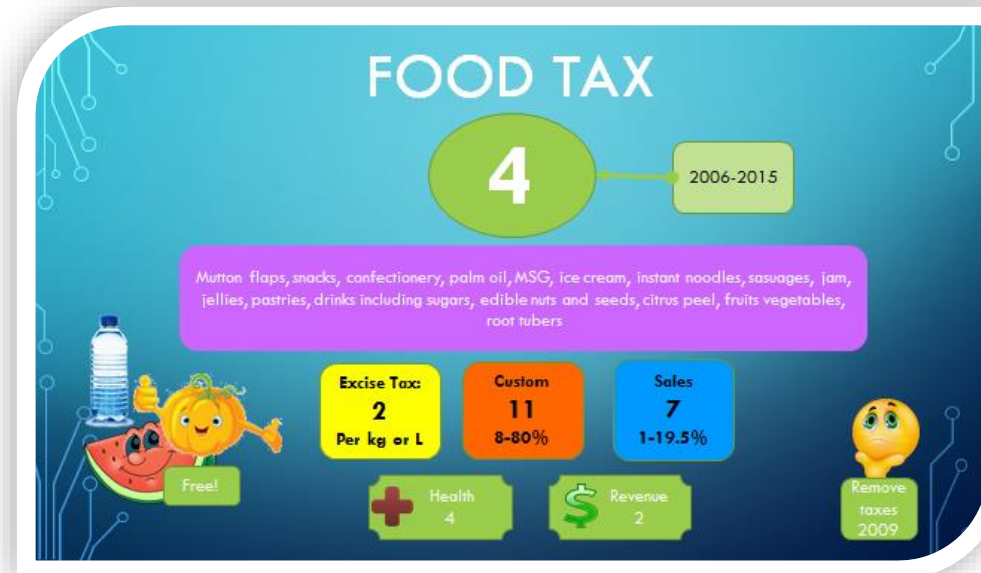 FOOD TAX
4
2006-2015
Mutton flaps, snacks, confectionery, palm oil, MSG, ice cream, instant noodles, sasuages, jam,
jellies, pastries, drinks including sugars, edible nuts and seeds, citrus peel, fruits vegetables,
root tubers
Excise Tax:
2
Per kg or L
Custom
11
8-80%
Sales
7
1-19.5%
Free!
Health
4
Revenue
2
Remove
taxes
2009